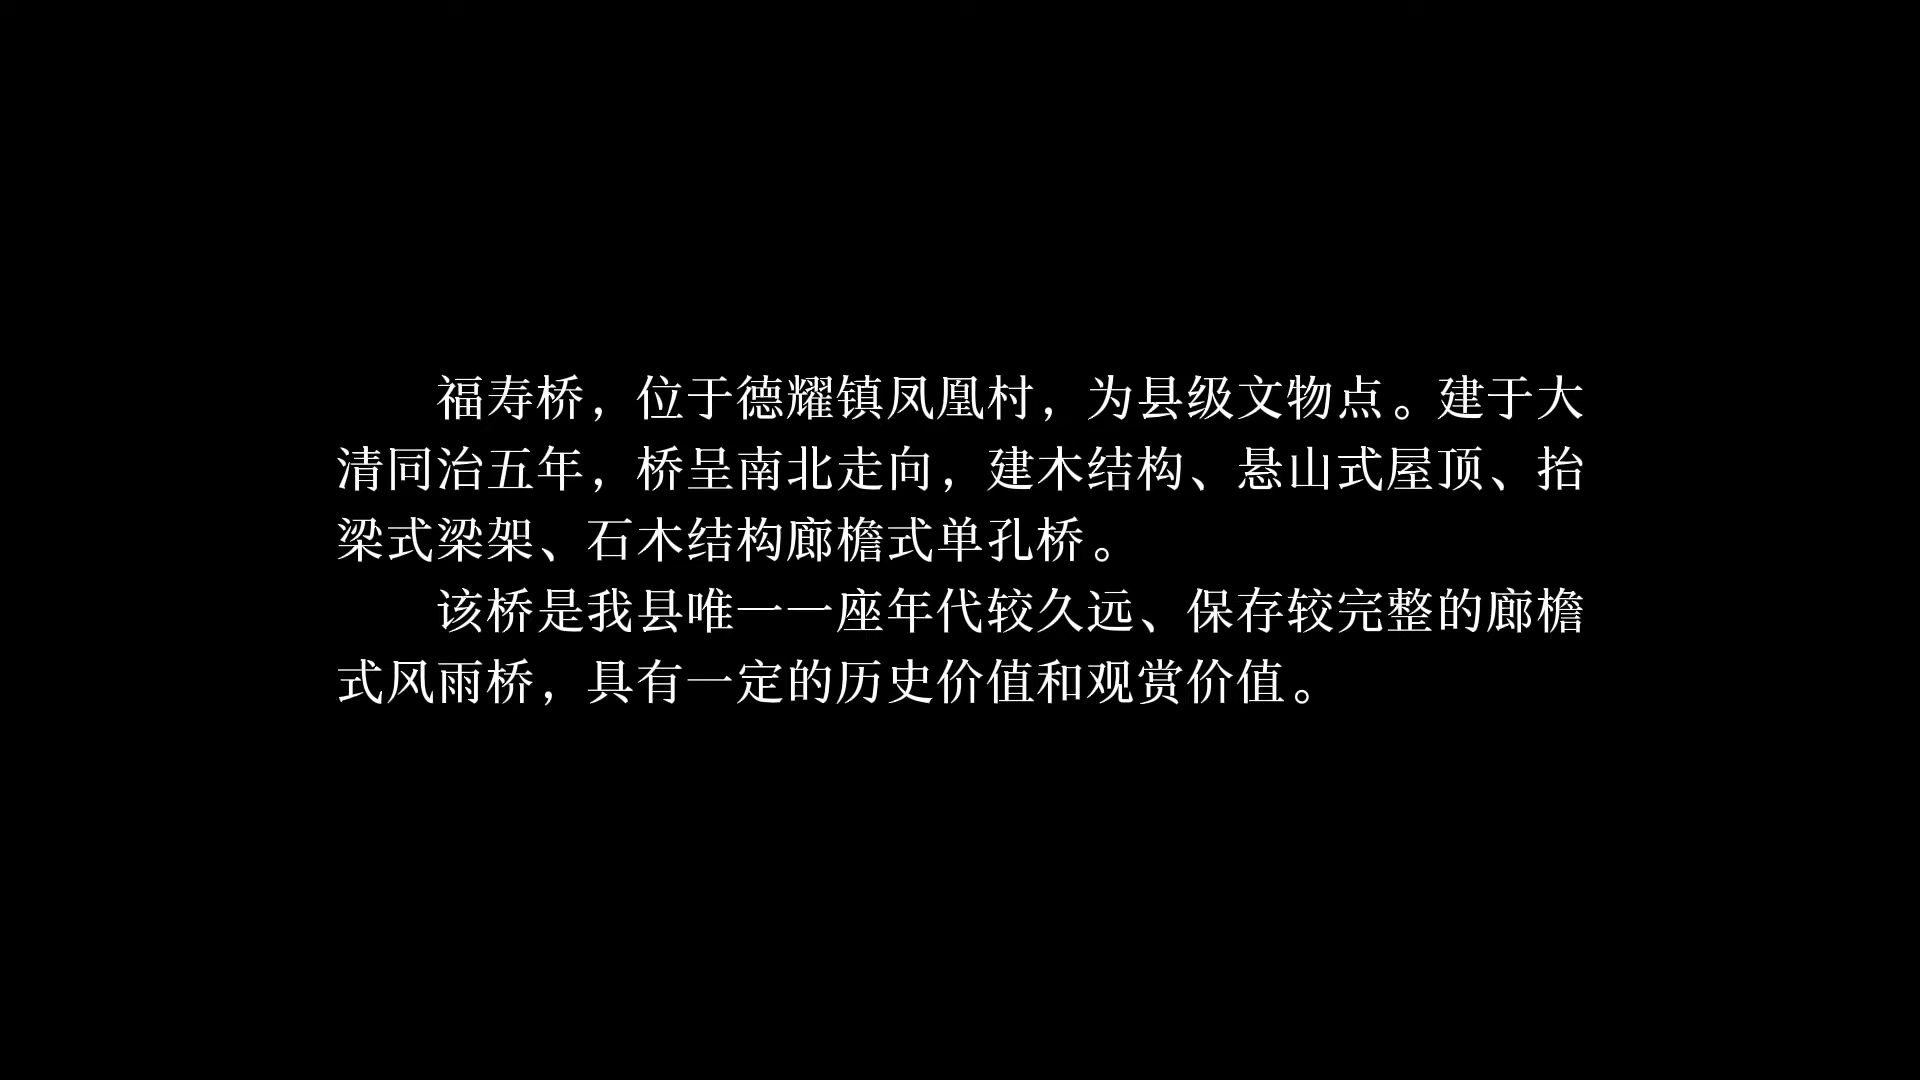 福寿桥，位于德耀镇凤凰村，为县级文物点。建于大
清同治五年，桥呈南北走向，建木结构、悬山式屋顶、抬
梁式梁架、石木结构廊檐式单孔桥。
该桥是我县唯一一座年代较久远、保存较完整的廊檐
式风雨桥，具有一定的历史价值和观赏价值。